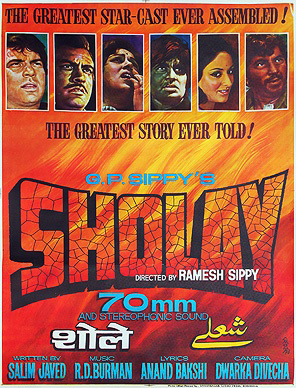 THE GREATEST STAR-CAST EVER ASSEMBLED!
THE GREATEST STORY EVER TOLD!
G.P. SIPPY'S
SHOLAY
DIRECTED BY RAMESH SIPPY
70mm
AND STEREOPHONIC SOUND
शोले شعلے
WRITTEN BY MUSIC LYRICS CAMERA
SALIM JAVED R.D.BURMAN ANAND BAKSHI DWARKA DIVECHA